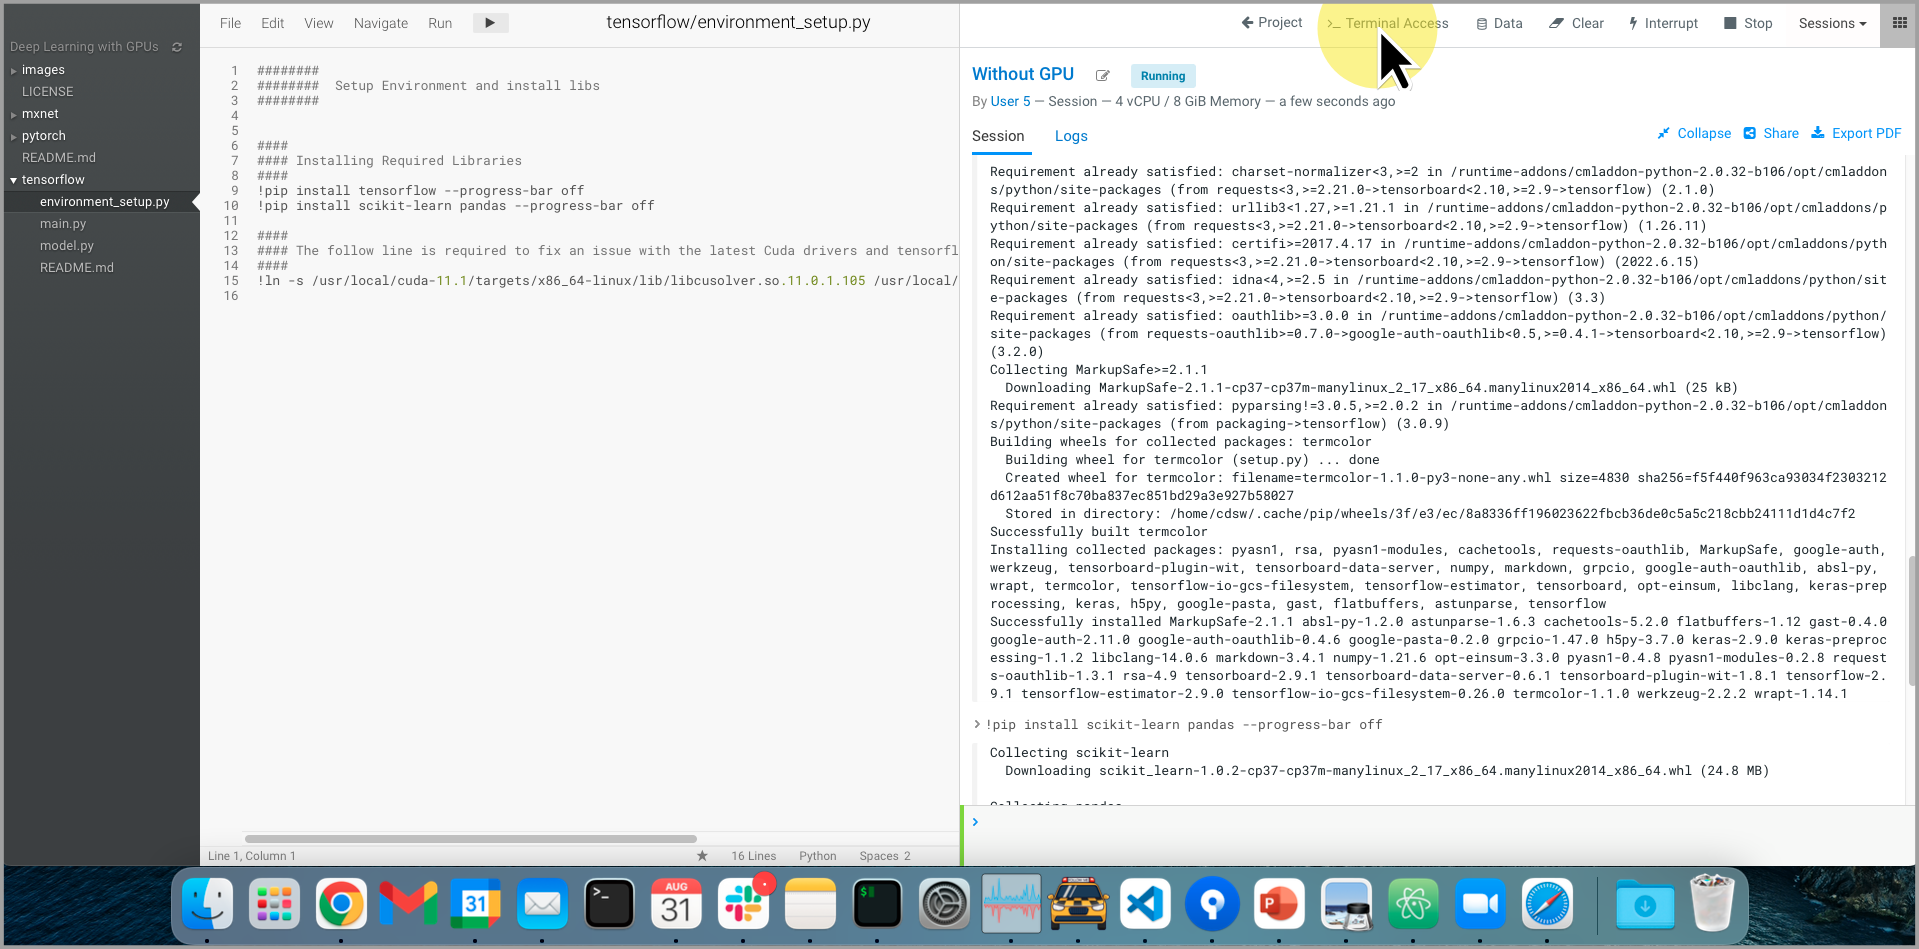 Deep Learning with GPUs
images
LICENSE
mxnet
pytorch
README.md
tensorflow
environment_setup.py
main.py
model.py
README.md
File Edit View Navigate Run
tensorflow/environment_setup.py
1 ########
2 ######## Setup Environment and install libs
3 ########
4
5
6 ####
7 #### Installing Required Libraries
8 ####
9 !pip install tensorflow --progress-bar off
10 !pip install scikit-learn pandas --progress-bar off
11
12 ####
13 #### The follow line is required to fix an issue with the latest Cuda drivers and tensorfl
14 ####
15 !ln -s /usr/local/cuda-11.1/targets/x86_64-linux/lib/libcusolver.so.11.0.1.105 /usr/local/
16
Line 1, Column 1 ★ 16 Lines Python Spaces 2
Project Terminal Access Data Clear Interrupt Stop Sessions
Without GPU Running
By User 5 — Session — 4 vCPU / 8 GiB Memory — a few seconds ago
Session Logs Collapse Share Export PDF
Requirement already satisfied: charset-normalizer<3,>=2 in /runtime-addons/cmladdon-python-2.0.32-b106/opt/cmladdon
s/python/site-packages (from requests<3,>=2.21.0->tensorboard<2.10,>=2.9->tensorflow) (2.1.0)
Requirement already satisfied: urllib3<1.27,>=1.21.1 in /runtime-addons/cmladdon-python-2.0.32-b106/opt/cmladdons/p
ython/site-packages (from requests<3,>=2.21.0->tensorboard<2.10,>=2.9->tensorflow) (1.26.11)
Requirement already satisfied: certifi>=2017.4.17 in /runtime-addons/cmladdon-python-2.0.32-b106/opt/cmladdons/pyth
on/site-packages (from requests<3,>=2.21.0->tensorboard<2.10,>=2.9->tensorflow) (2022.6.15)
Requirement already satisfied: idna<4,>=2.5 in /runtime-addons/cmladdon-python-2.0.32-b106/opt/cmladdons/python/sit
e-packages (from requests<3,>=2.21.0->tensorboard<2.10,>=2.9->tensorflow) (3.3)
Requirement already satisfied: oauthlib>=3.0.0 in /runtime-addons/cmladdon-python-2.0.32-b106/opt/cmladdons/python/
site-packages (from requests-oauthlib>=0.7.0->google-auth-oauthlib<0.5,>=0.4.1->tensorboard<2.10,>=2.9->tensorflow)
(3.2.0)
Collecting MarkupSafe>=2.1.1
Downloading MarkupSafe-2.1.1-cp37-cp37m-manylinux_2_17_x86_64.manylinux2014_x86_64.whl (25 kB)
Requirement already satisfied: pyparsing!=3.0.5,>=2.0.2 in /runtime-addons/cmladdon-python-2.0.32-b106/opt/cmladdon
s/python/site-packages (from packaging->tensorflow) (3.0.9)
Building wheels for collected packages: termcolor
Building wheel for termcolor (setup.py) ... done
Created wheel for termcolor: filename=termcolor-1.1.0-py3-none-any.whl size=4830 sha256=f5f440f963ca93034f2303212
d612aa51f8c70ba837ec851bd29a3e927b58027
Stored in directory: /home/cdsw/.cache/pip/wheels/3f/e3/ec/8a8336ff196023622fbcb36de0c5a5c218cbb24111d1d4c7f2
Successfully built termcolor
Installing collected packages: pyasn1, rsa, pyasn1-modules, cachetools, requests-oauthlib, MarkupSafe, google-auth,
werkzeug, tensorboard-plugin-wit, tensorboard-data-server, numpy, markdown, grpcio, google-auth-oauthlib, absl-py,
wrapt, termcolor, tensorflow-io-gcs-filesystem, tensorflow-estimator, tensorboard, opt-einsum, libclang, keras-prep
rocessing, keras, h5py, google-pasta, gast, flatbuffers, astunparse, tensorflow
Successfully installed MarkupSafe-2.1.1 absl-py-1.2.0 astunparse-1.6.3 cachetools-5.2.0 flatbuffers-1.12 gast-0.4.0
google-auth-2.11.0 google-auth-oauthlib-0.4.6 google-pasta-0.2.0 grpcio-1.47.0 h5py-3.7.0 keras-2.9.0 keras-preproc
essing-1.1.2 libclang-14.0.6 markdown-3.4.1 numpy-1.21.6 opt-einsum-3.3.0 pyasn1-0.4.8 pyasn1-modules-0.2.8 request
s-oauthlib-1.3.1 rsa-4.9 tensorboard-2.9.1 tensorboard-data-server-0.6.1 tensorboard-plugin-wit-1.8.1 tensorflow-2.
9.1 tensorflow-estimator-2.9.0 tensorflow-io-gcs-filesystem-0.26.0 termcolor-1.1.0 werkzeug-2.2.2 wrapt-1.14.1
> !pip install scikit-learn pandas --progress-bar off
Collecting scikit-learn
Downloading scikit_learn-1.0.2-cp37-cp37m-manylinux_2_17_x86_64.manylinux2014_x86_64.whl (24.8 MB)
Collecting pandas
>
31
>_
AUG
31
$
P